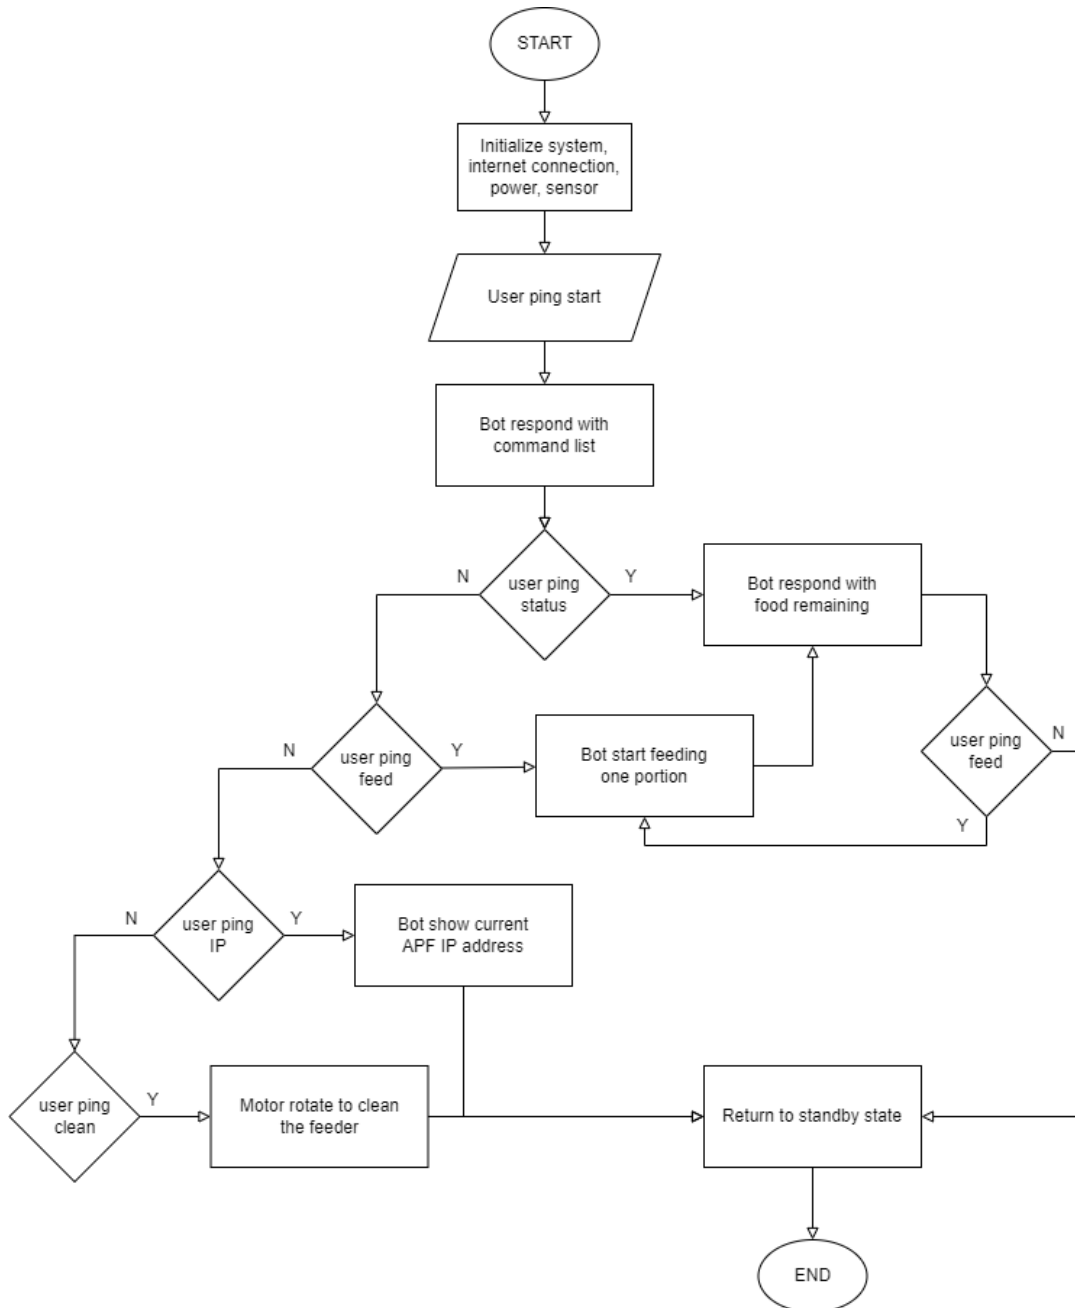 START
Initialize system,
internet connection,
power, sensor
User ping start
Bot respond with
command list
N
user ping
status
Y
Bot respond with
food remaining
N
user ping
feed
Y
Bot start feeding
one portion
user ping
feed
N
Y
N
user ping
IP
Y
Bot show current
APF IP address
user ping
clean
Y
Motor rotate to clean
the feeder
Return to standby state
END